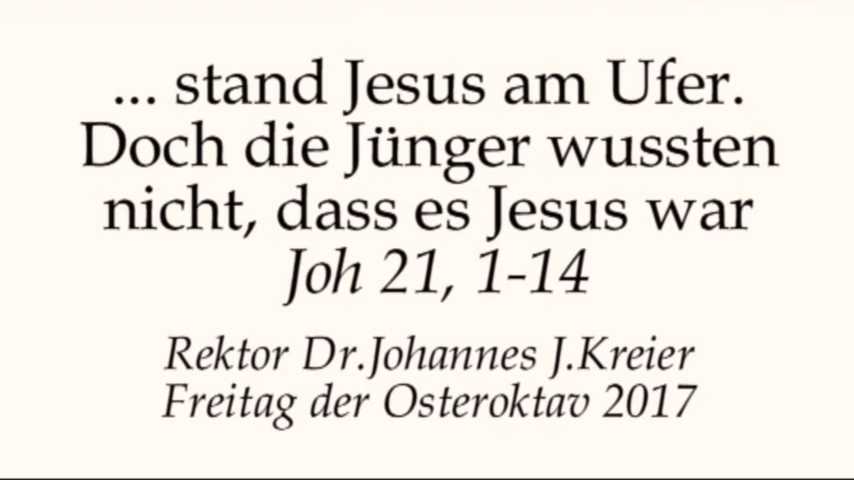 ... stand Jesus am Ufer.
Doch die Jünger wussten
nicht, dass es Jesus war
Joh 21, 1-14
Rektor Dr.Johannes J.Kreier
Freitag der Osteroktav 2017